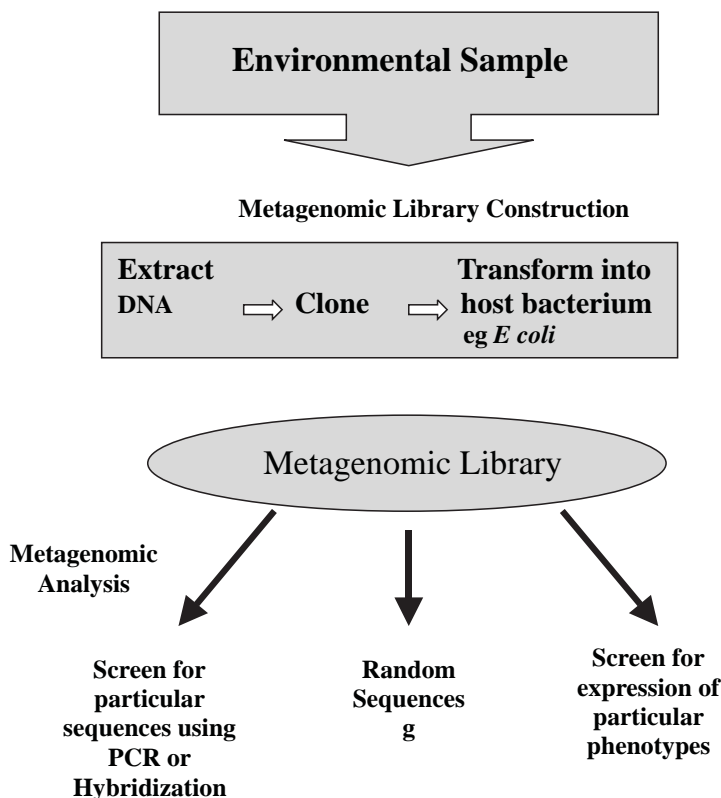 Environmental Sample
Metagenomic Library Construction
Extract
DNA
Clone
Transform into
host bacterium
eg E coli
Metagenomic Library
Metagenomic
Analysis
Screen for
particular
sequences using
PCR or
Hybridization
Random
Sequences
g
Screen for
expression of
particular
phenotypes